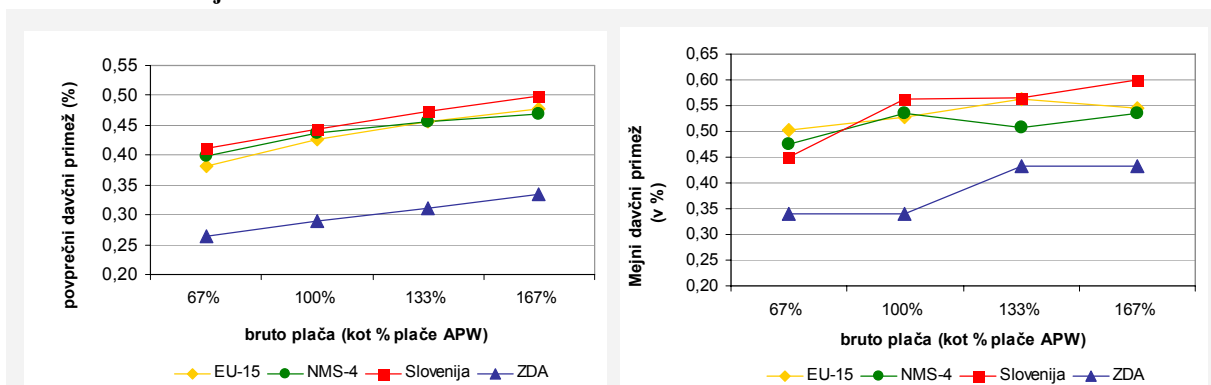 povprečni davčni primež (%)
0,55
0,50
0,45
0,40
0,35
0,30
0,25
0,20
67% 100% 133% 167%
bruto plača (kot % plače APW)
EU-15 NMS-4 Slovenija ZDA
Mejni davčni primež
(v %)
0,65
0,60
0,55
0,50
0,45
0,40
0,35
0,30
0,25
0,20
67% 100% 133% 167%
bruto plača (kot % plače APW)
EU-15 NMS-4 Slovenija ZDA